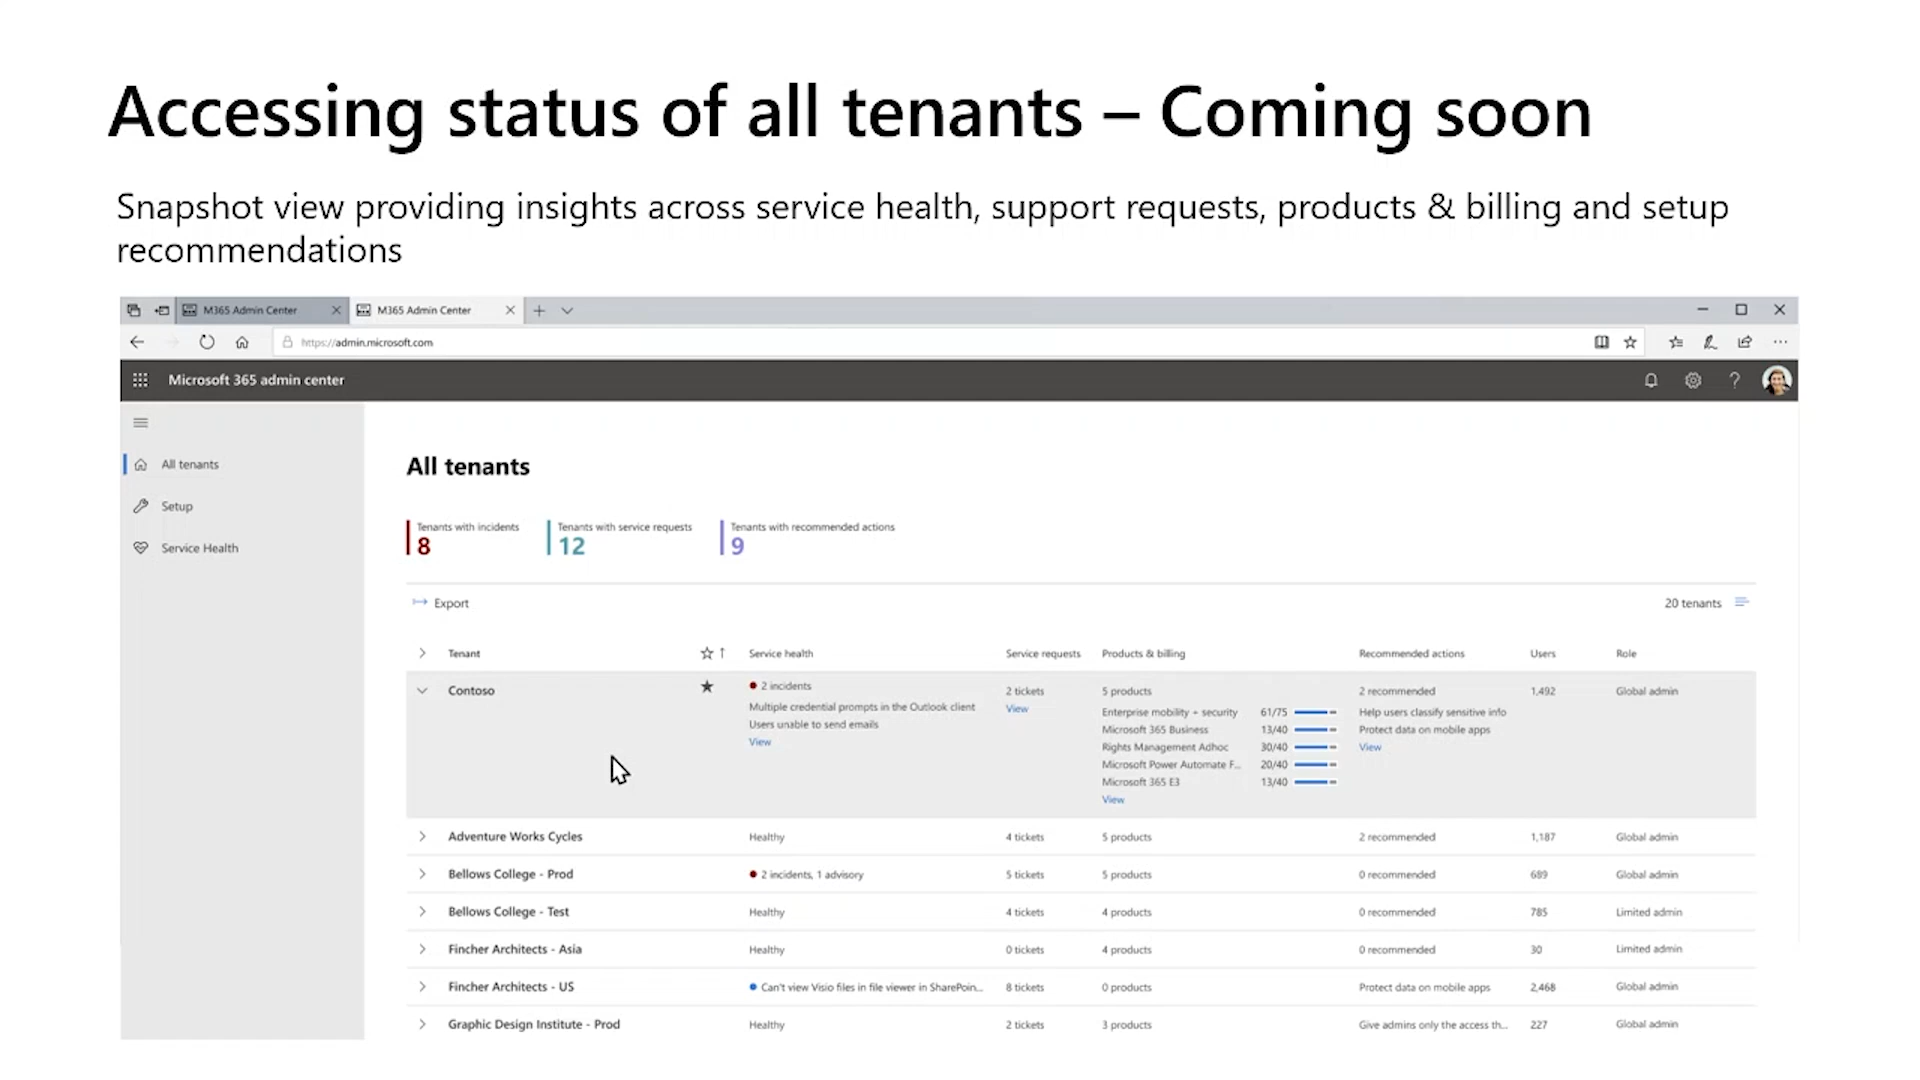 Accessing status of all tenants – Coming soon
Snapshot view providing insights across service health, support requests, products & billing and setup
recommendations
M365 Admin Center
M365 Admin Center
https://admin.microsoft.com
Microsoft 365 admin center
All tenants
Setup
Service Health
All tenants
Tenants with incidents
8
Tenants with service requests
12
Tenants with recommended actions
9
Export
20 tenants
Tenant Service health Service requests Products & billing Recommended actions Users Role
Contoso 2 incidents 2 tickets 5 products 2 recommended 1,492 Global admin
Multiple credential prompts in the Outlook client View Enterprise mobility + security 61/75 Help users classify sensitive info
Users unable to send emails Microsoft 365 Business 13/40 Protect data on mobile apps
View Rights Management Adhoc 30/40 View
Microsoft Power Automate F... 20/40
Microsoft 365 E3 13/40
View
Adventure Works Cycles Healthy 4 tickets 5 products 2 recommended 1,187 Global admin
Bellows College - Prod 2 incidents, 1 advisory 5 tickets 5 products 0 recommended 689 Global admin
Bellows College - Test Healthy 4 tickets 4 products 0 recommended 785 Limited admin
Fincher Architects - Asia Healthy 0 tickets 4 products 0 recommended 30 Limited admin
Fincher Architects - US Can't view Visio files in file viewer in SharePoin... 8 tickets 0 products Protect data on mobile apps 2,468 Global admin
Graphic Design Institute - Prod Healthy 2 tickets 3 products Give admins only the access th... 227 Global admin